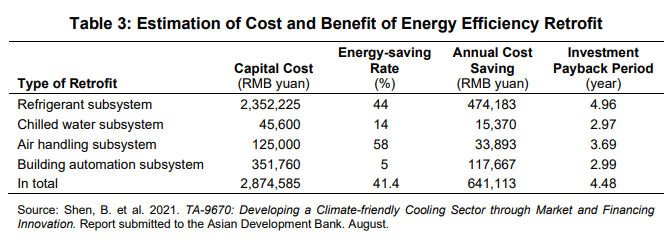 Table 3: Estimation of Cost and Benefit of Energy Efficiency Retrofit
Type of Retrofit Capital Cost (RMB yuan) Energy-saving Rate (%) Annual Cost Saving (RMB yuan) Investment Payback Period (year)
Refrigerant subsystem 2,352,225 44 474,183 4.96
Chilled water subsystem 45,600 14 15,370 2.97
Air handling subsystem 125,000 58 33,893 3.69
Building automation subsystem 351,760 5 117,667 2.99
In total 2,874,585 41.4 641,113 4.48
Source: Shen, B. et al. 2021. TA-9670: Developing a Climate-friendly Cooling Sector through Market and Financing
Innovation. Report submitted to the Asian Development Bank. August.